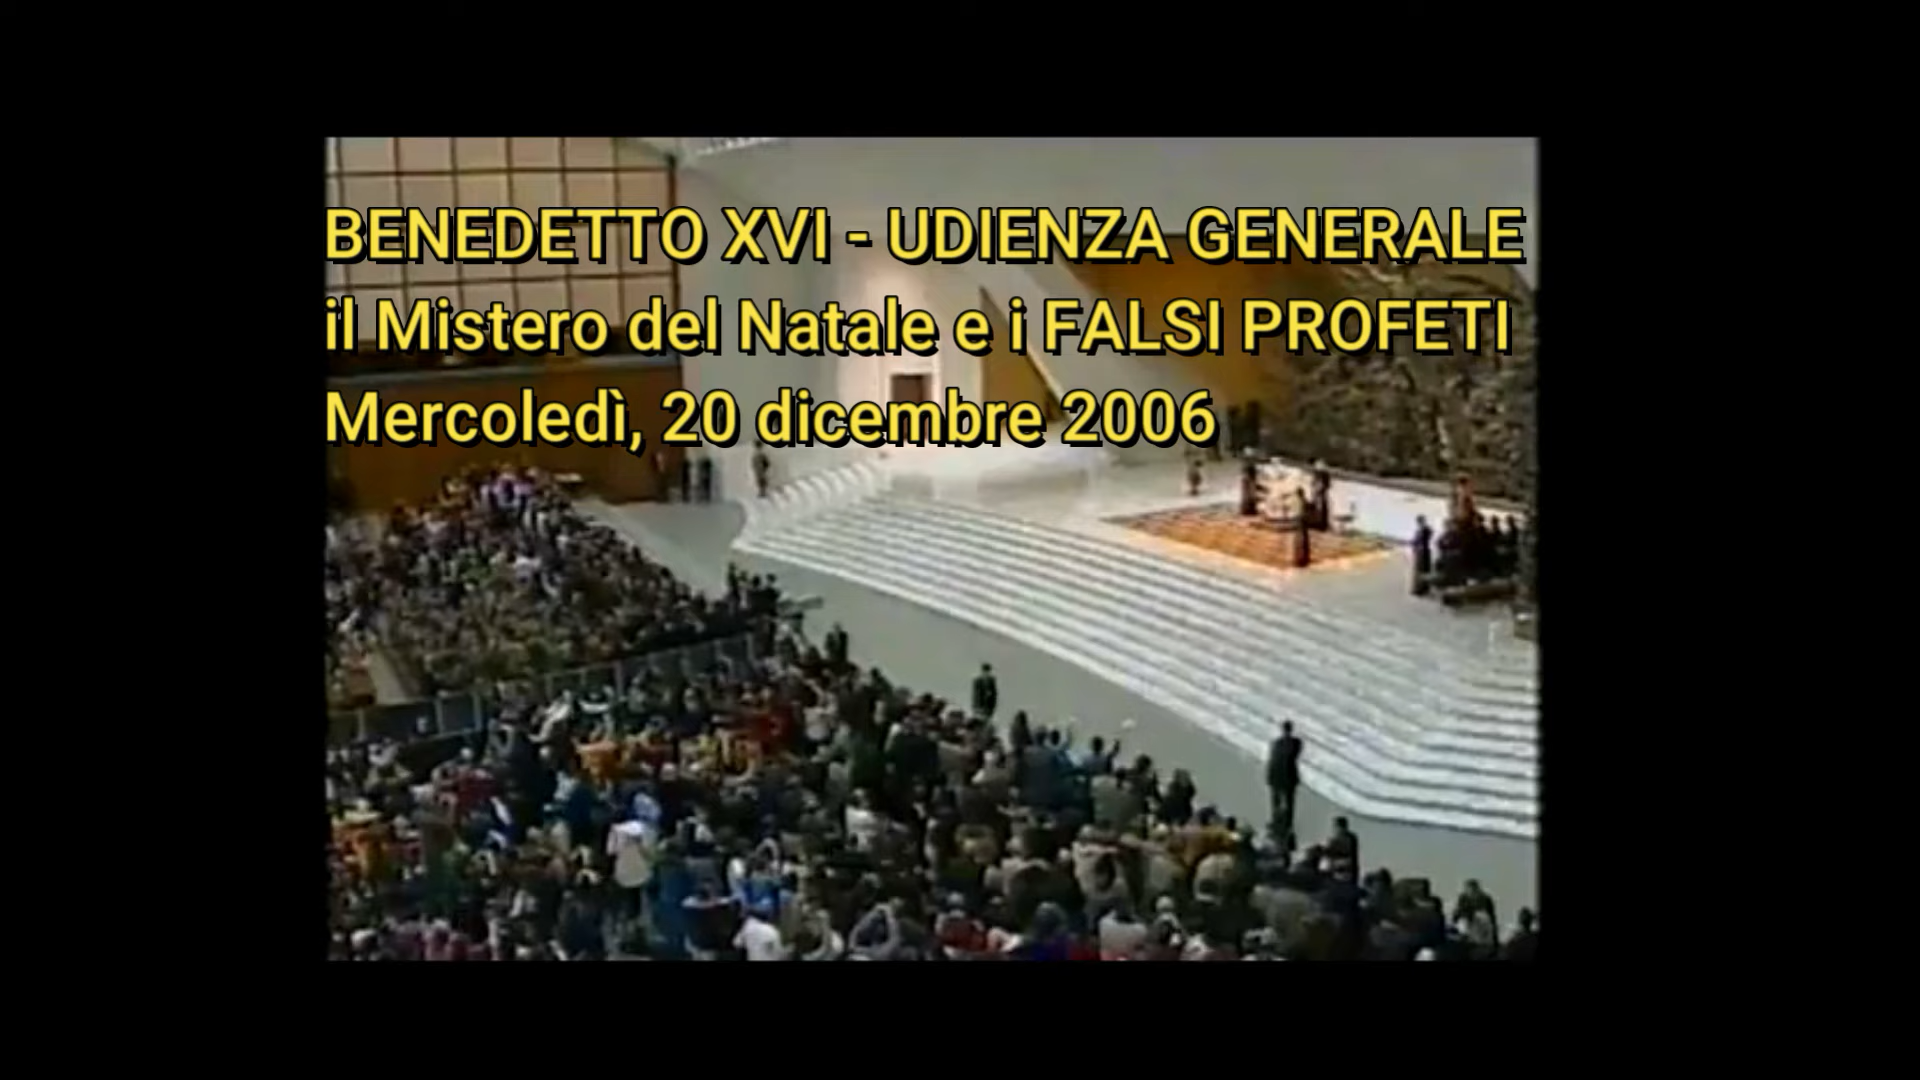 BENEDETTO XVI - UDIENZA GENERALE
il Mistero del Natale e i FALSI PROFETI
Mercoledì, 20 dicembre 2006